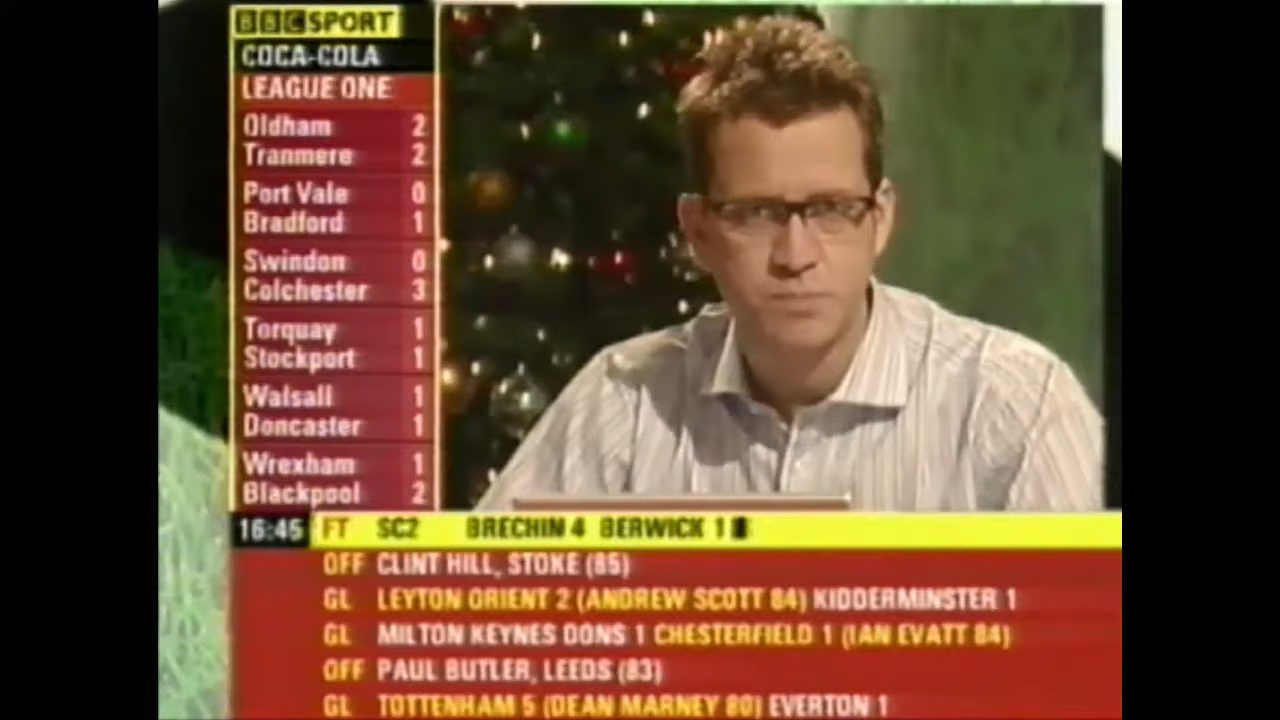 BBC SPORT
COCA-COLA
LEAGUE ONE
Oldham 2
Tranmere 2
Port Vale 0
Bradford 1
Swindon 0
Colchester 3
Torquay 1
Stockport 1
Walsall 1
Doncaster 1
Wrexham 1
Blackpool 2
16:45 FT SC2 BRECHIN 4 BERWICK 1
OFF CLINT HILL, STOKE (85)
GL LEYTON ORIENT 2 (ANDREW SCOTT 84) KIDDERMINSTER 1
GL MILTON KEYNES DONS 1 CHESTERFIELD 1 (IAN EVATT 84)
OFF PAUL BUTLER, LEEDS (83)
GL TOTTENHAM 5 (DEAN MARNEY 80) EVERTON 1